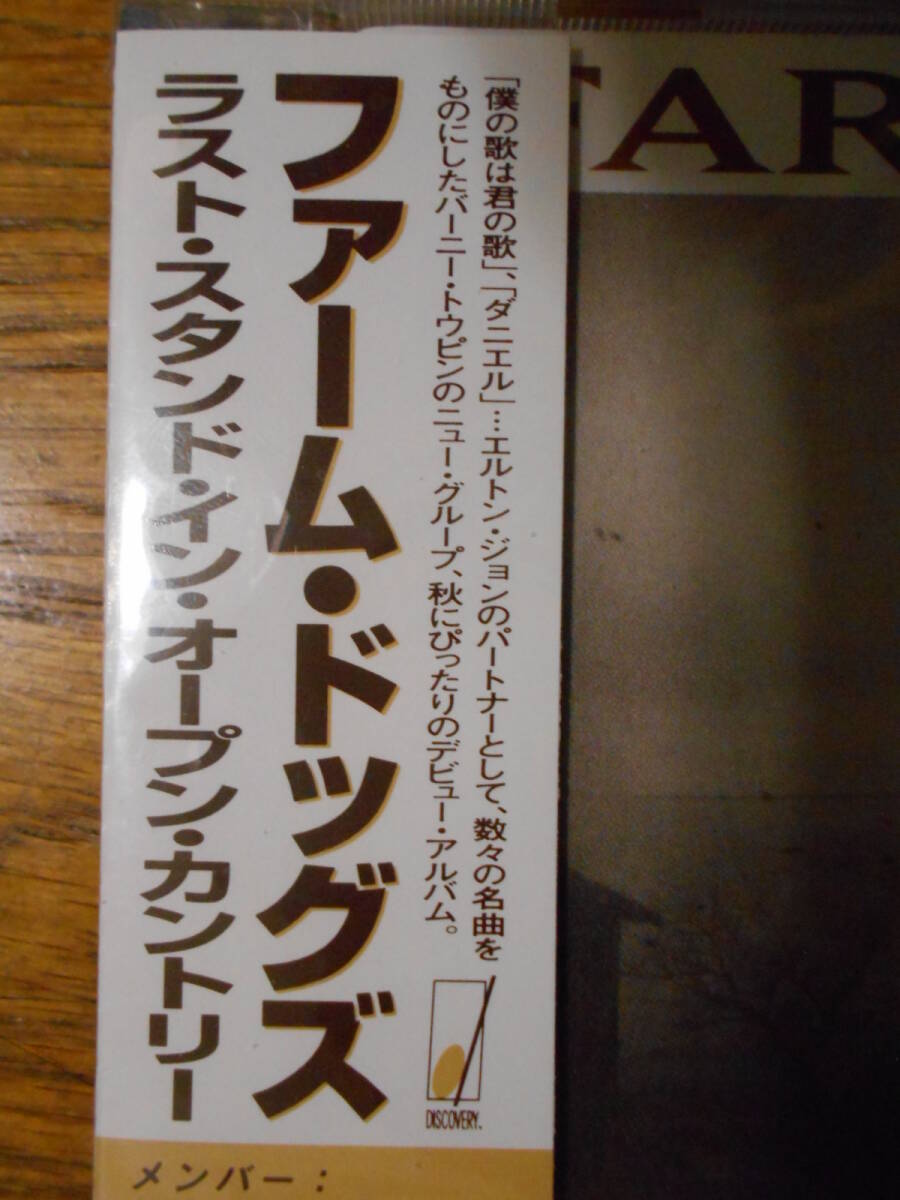 「僕の歌は君の歌」、「ダニエル」…エルトン・ジョンのパートナーとして、数々の名曲を
ものにしたバーニー・トウピンのニュー・グループ、秋にぴったりのデビュー・アルバム。
ファーム・ドッグズ
ラスト・スタンド・イン・オープン・カントリー
DISCOVERY.
メンバー：